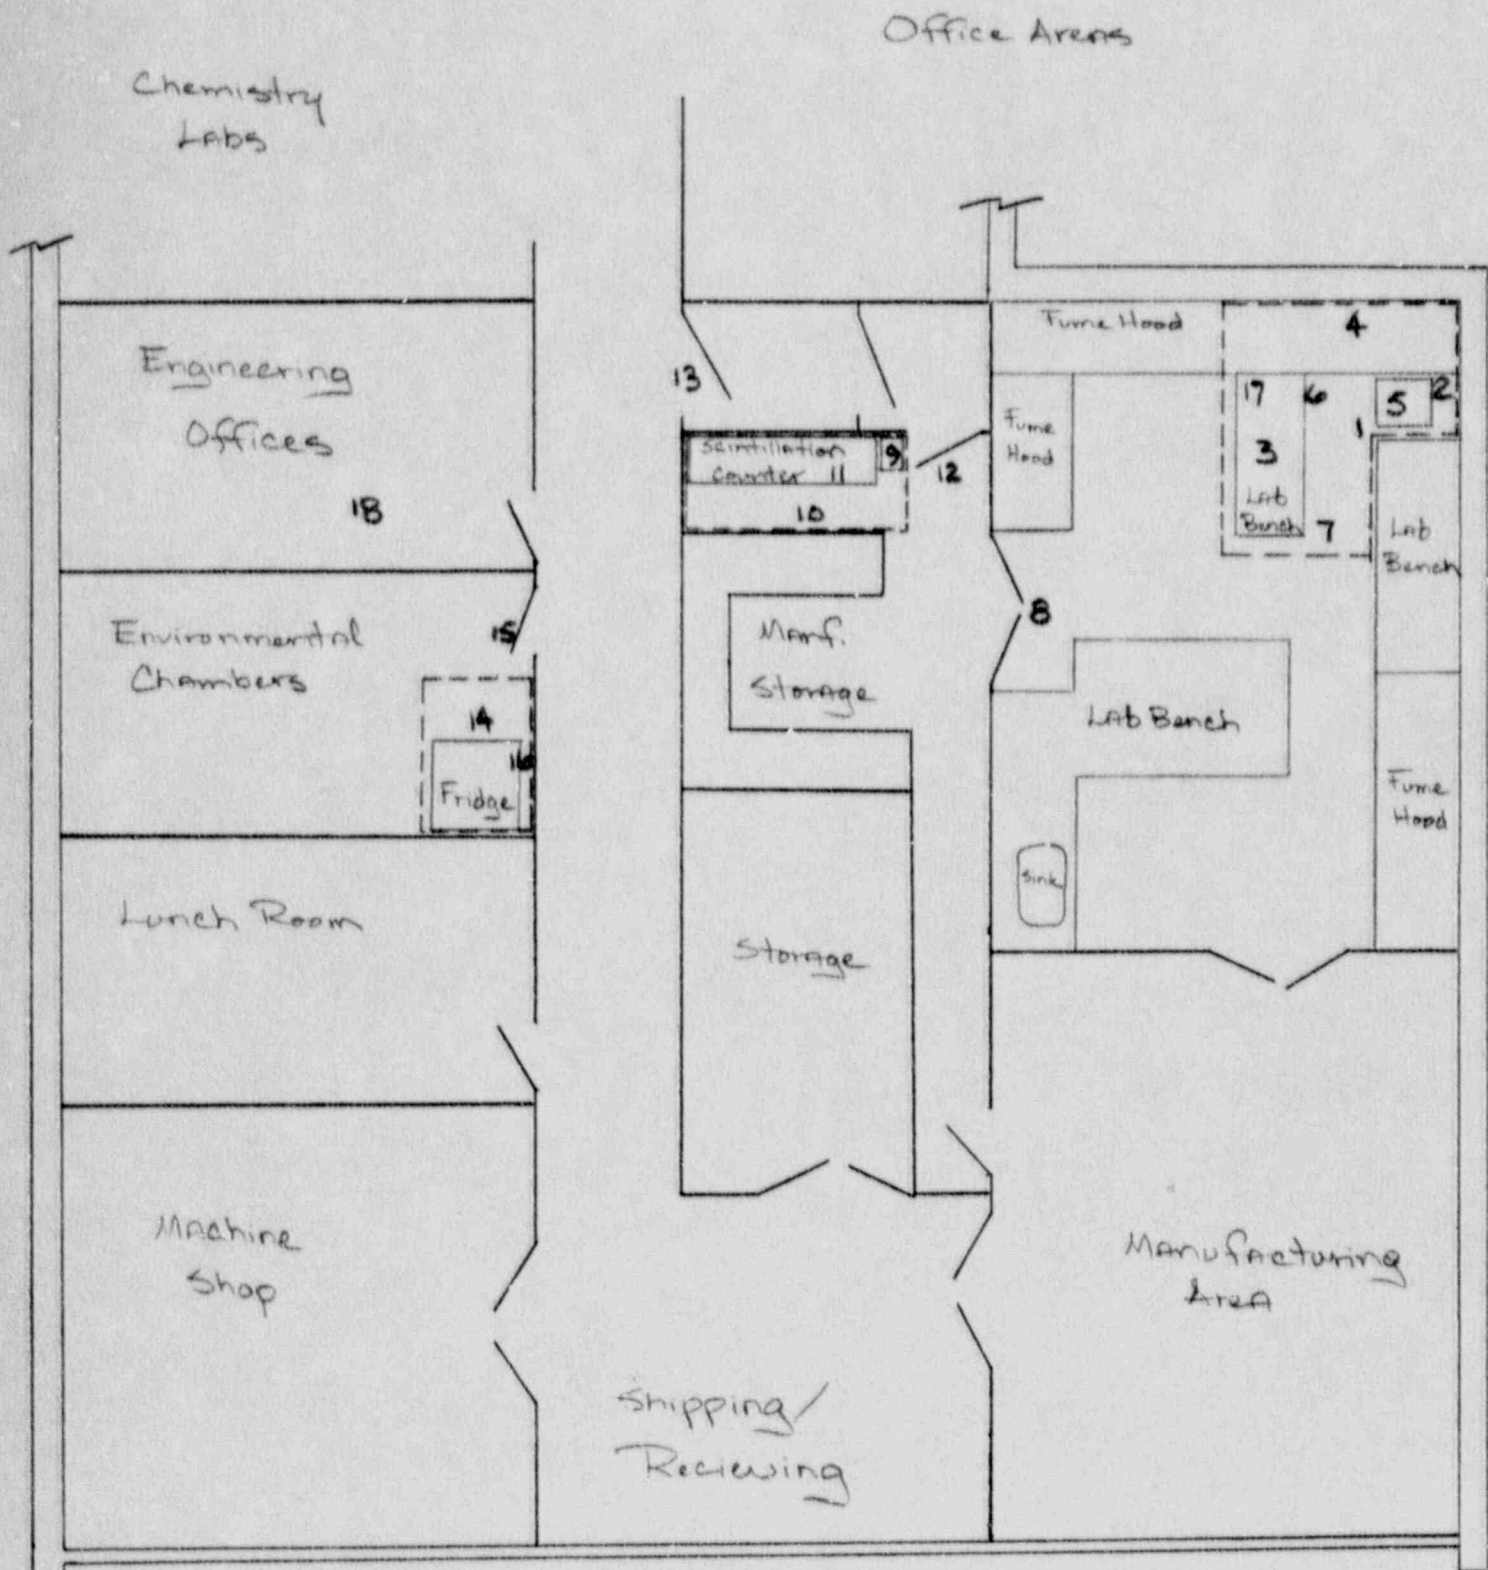 Office Areas
Chemistry
Labs
Fume Hood
4
Engineering
Offices
13
17
6
5
2
Fume
Hood
1
Scintillation
Counter 11
9
12
3
Lab
Bench
18
10
7
Lab
Bench
8
Environmental
Chambers
15
Manf.
Storage
14
Lab Bench
16
Fridge
Fume
Hood
Sink
Lunch Room
Storage
Machine
Shop
Manufacturing
Area
Shipping/
Recieving